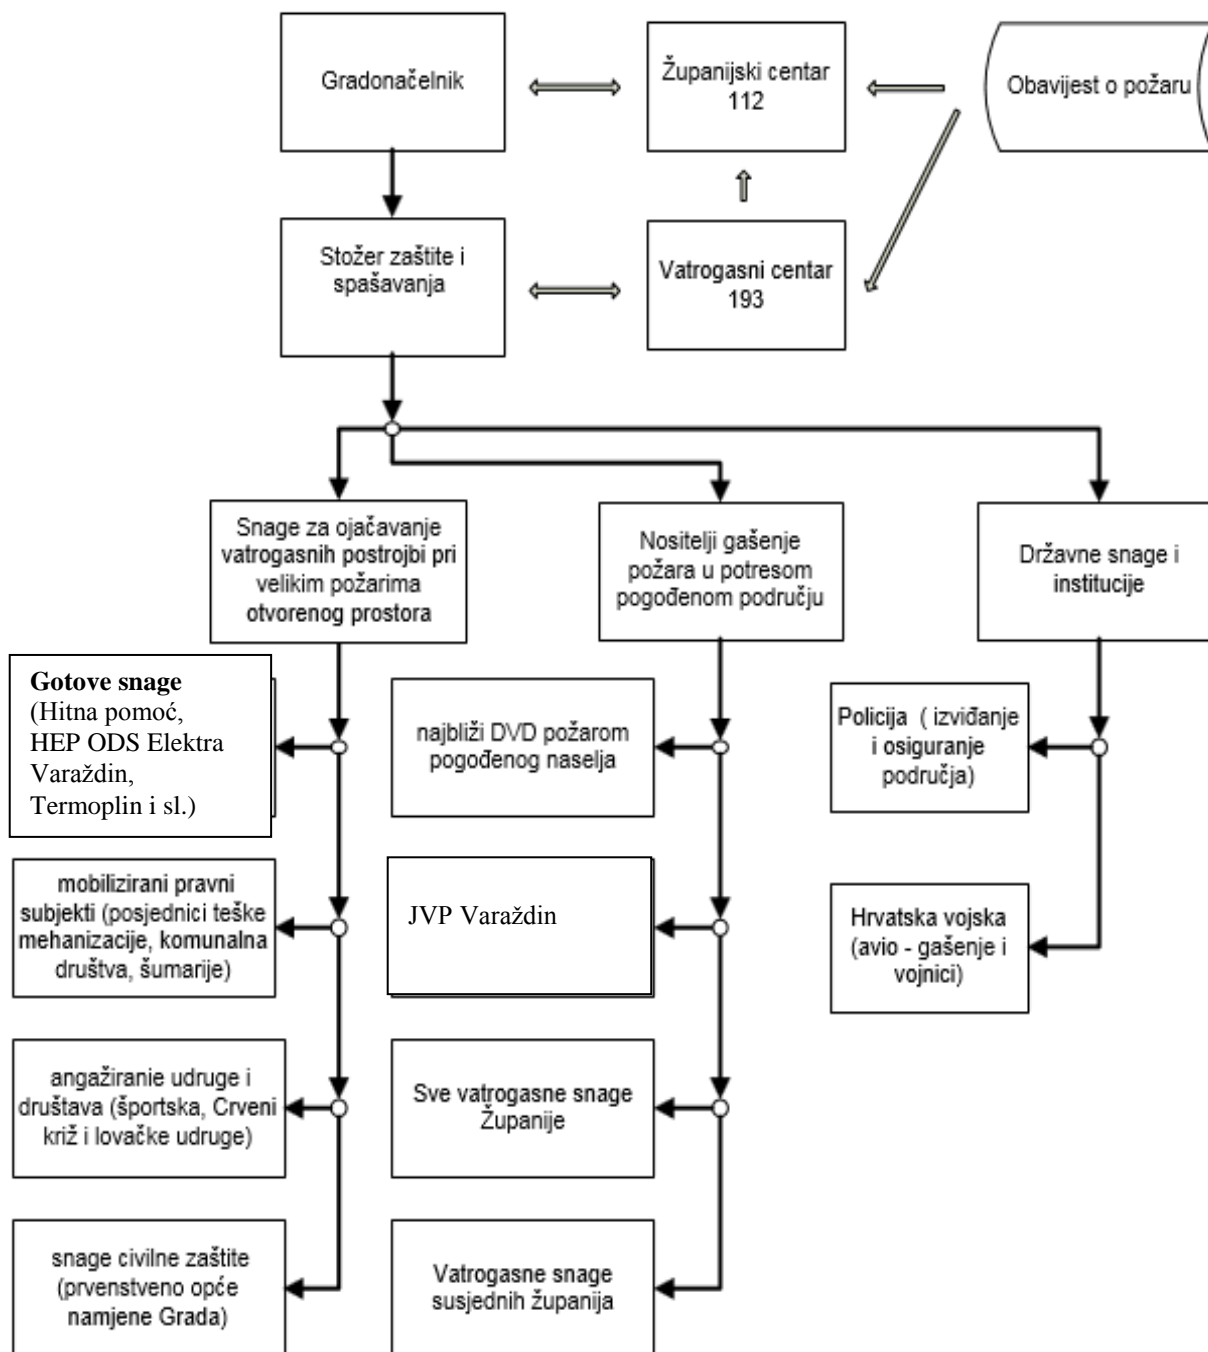 Gradonačelnik
Županijski centar
112
Obavijest o požaru
Stožer zaštite i
spašavanja
Vatrogasni centar
193
Snage za ojačavanje
vatrogasnih postrojbi pri
velikim požarima
otvorenog prostora
Nositelji gašenje
požara u potresom
pogođenom području
Državne snage i
institucije
Gotove snage
(Hitna pomoć,
HEP ODS Elektra
Varaždin,
Termoplin i sl.)
najbliži DVD požarom
pogođenog naselja
Policija ( izviđanje
i osiguranje
područja)
mobilizirani pravni
subjekti (posjednici teške
mehanizacije, komunalna
društva, šumarije)
JVP Varaždin
Hrvatska vojska
(avio - gašenje i
vojnici)
angažiranie udruge i
društava (športska, Crveni
križ i lovačke udruge)
Sve vatrogasne snage
Županije
snage civilne zaštite
(prvenstveno opće
namjene Grada)
Vatrogasne snage
susjednih županija